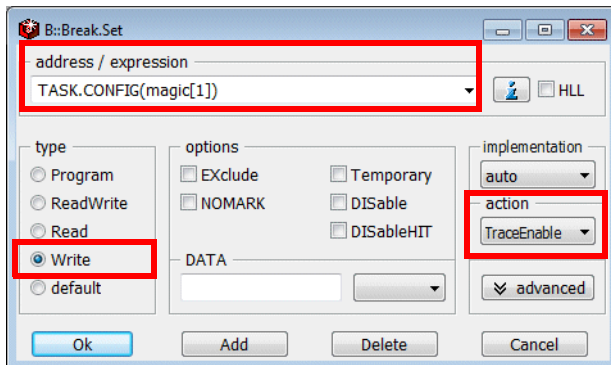 B::Break.Set
address / expression
TASK.CONFIG(magic[1])
i
HLL
type
Program
ReadWrite
Read
Write
default
options
EXclude
Temporary
NOMARK
DISable
DISableHIT
DATA
implementation
auto
action
TraceEnable
advanced
Ok
Add
Delete
Cancel